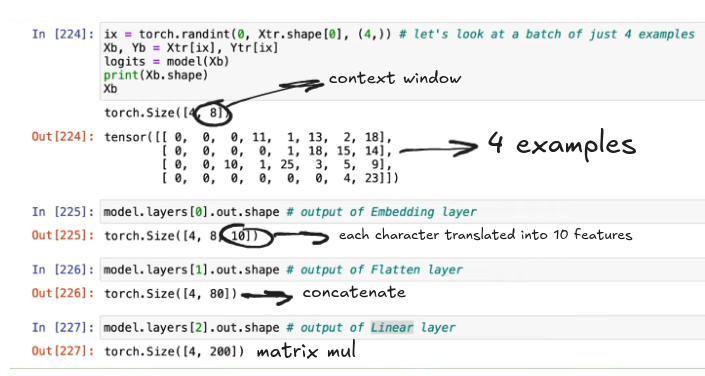 In [224]: ix = torch.randint(0, Xtr.shape[0], (4,)) # let's look at a batch of just 4 examples
Xb, Yb = Xtr[ix], Ytr[ix]
logits = model(Xb)
print(Xb.shape)
Xb
context window
torch.Size([4, 8])
Out[224]: tensor([[ 0,  0,  0, 11,  1, 13,  2, 18],
[ 0,  0,  0,  0,  1, 18, 15, 14],
[ 0,  0, 10,  1, 25,  3,  5,  9],
[ 0,  0,  0,  0,  0,  0,  4, 23]])
4 examples
In [225]: model.layers[0].out.shape # output of Embedding layer
Out[225]: torch.Size([4, 8, 10]) each character translated into 10 features
In [226]: model.layers[1].out.shape # output of Flatten layer
Out[226]: torch.Size([4, 80]) concatenate
In [227]: model.layers[2].out.shape # output of Linear layer
Out[227]: torch.Size([4, 200]) matrix mul